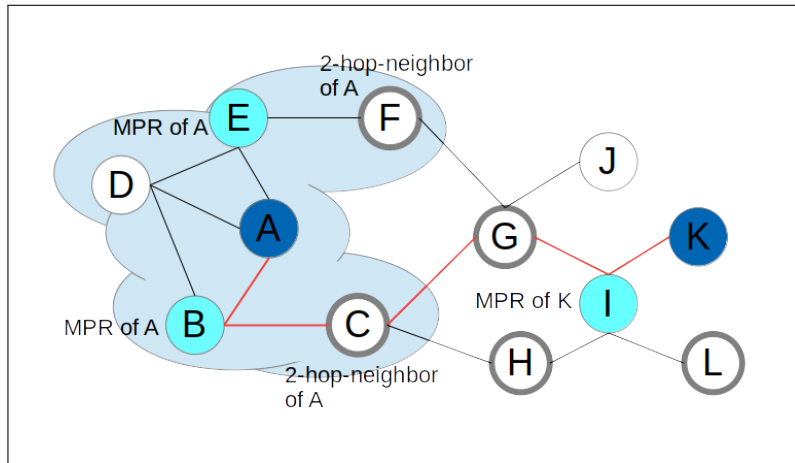 2-hop-neighbor
of A
MPR of A
E
F
J
D
A
G
K
MPR of A
B
C
MPR of K
I
2-hop-neighbor
of A
H
L